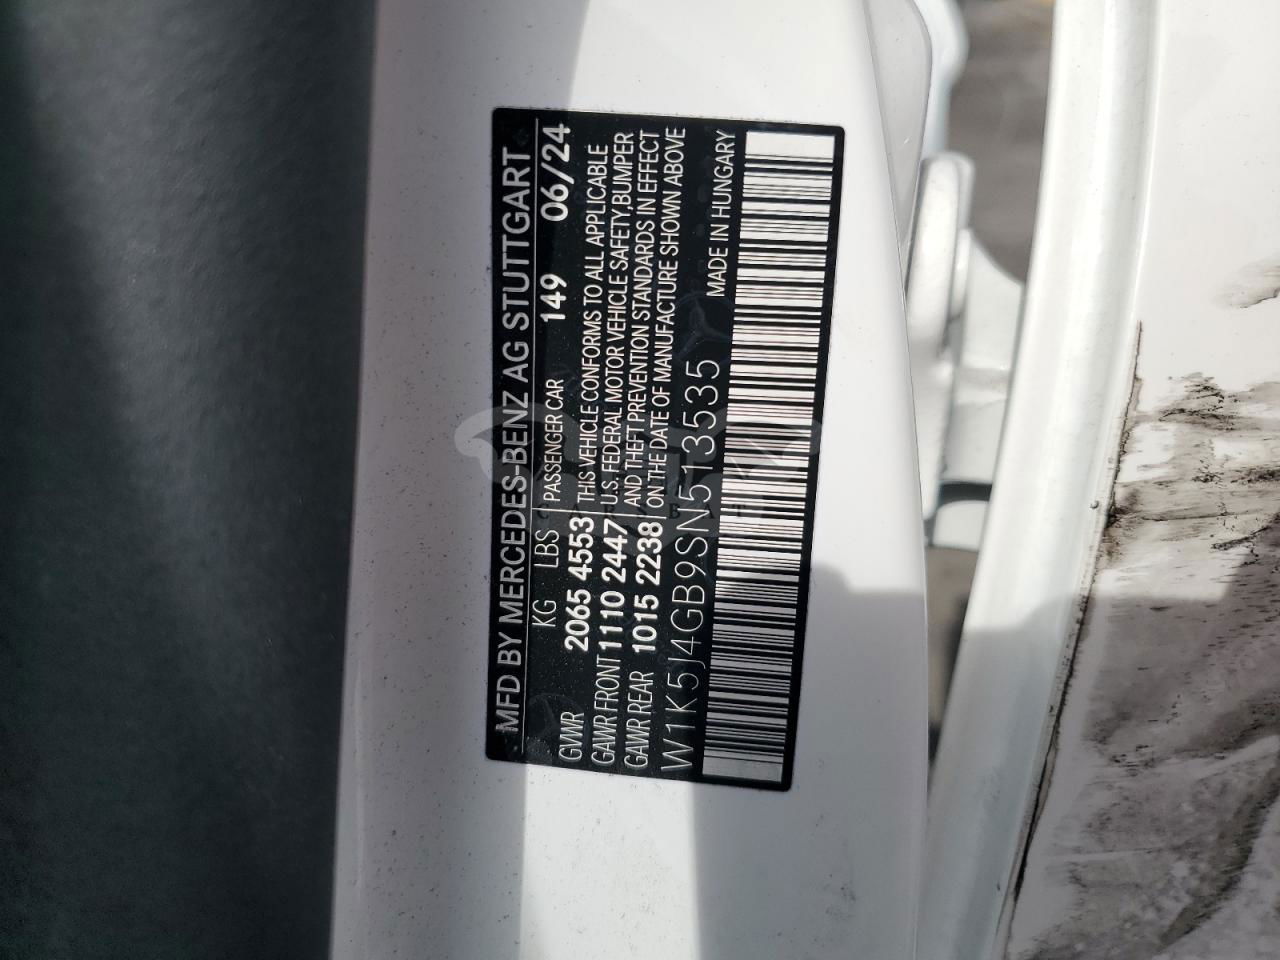 MFD BY MERCEDES-BENZ AG STUTTGART
KG LBS PASSENGER CAR 149 06/24
GVWR 2065 4553 THIS VEHICLE CONFORMS TO ALL APPLICABLE
GAWR FRONT 1110 2447 U.S. FEDERAL MOTOR VEHICLE SAFETY,BUMPER
GAWR REAR 1015 2238 AND THEFT PREVENTION STANDARDS IN EFFECT
ON THE DATE OF MANUFACTURE SHOWN ABOVE
W1K5J4GB9SN513535 MADE IN HUNGARY